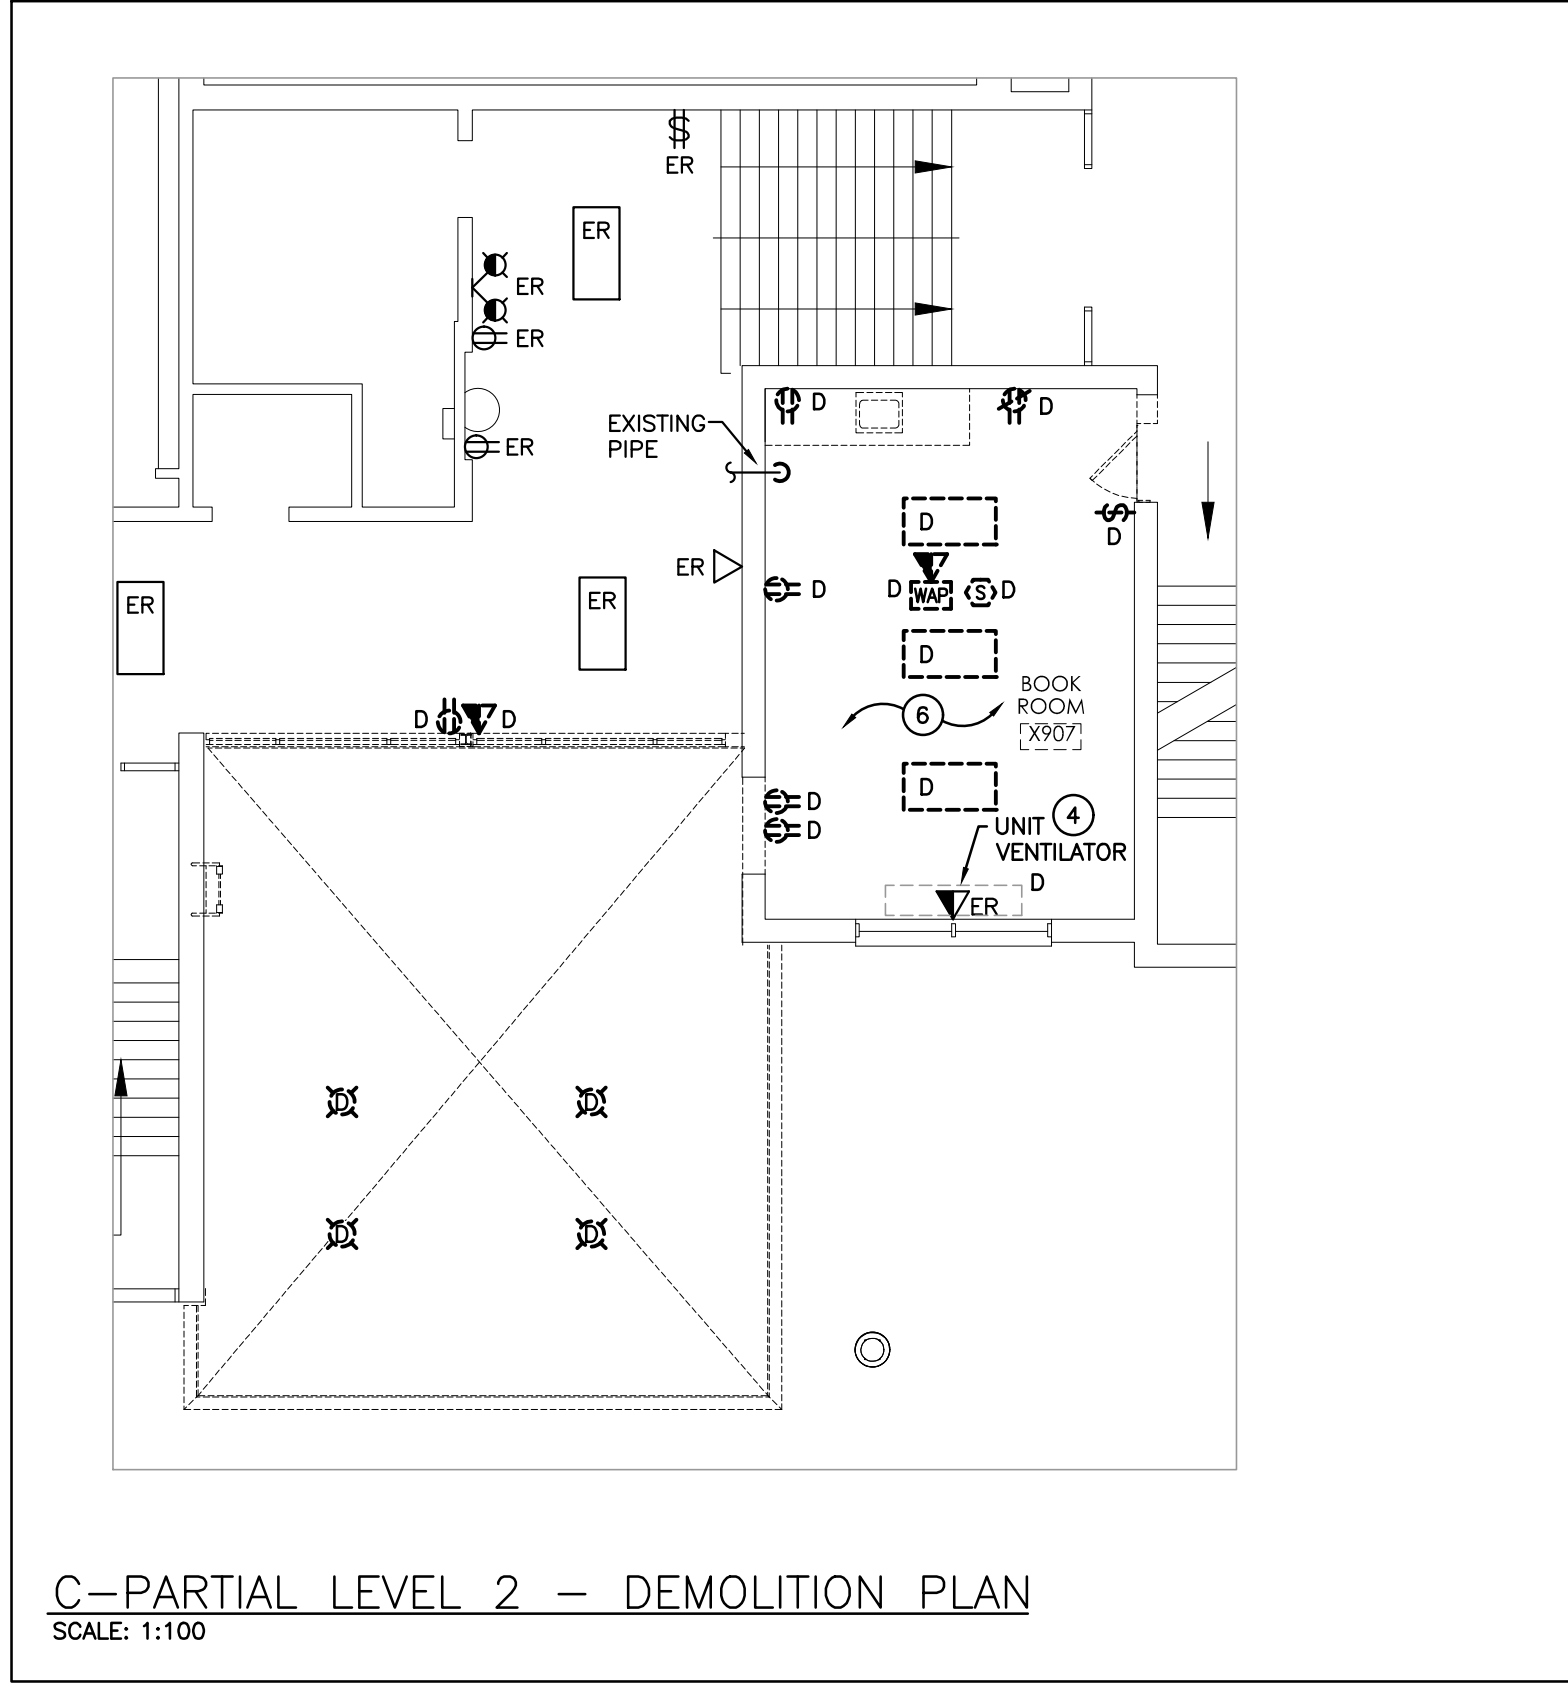 $
ER
ER
ER
ER
EXISTING
PIPE
D
D
ER
D
$
D
ER
D
D
WAP
S
D
ER
ER
D
BOOK
ROOM
X907
6
D
D
D
D
D
UNIT
4
VENTILATOR
D
ER
D
D
D
D
C-PARTIAL LEVEL 2 - DEMOLITION PLAN
SCALE: 1:100